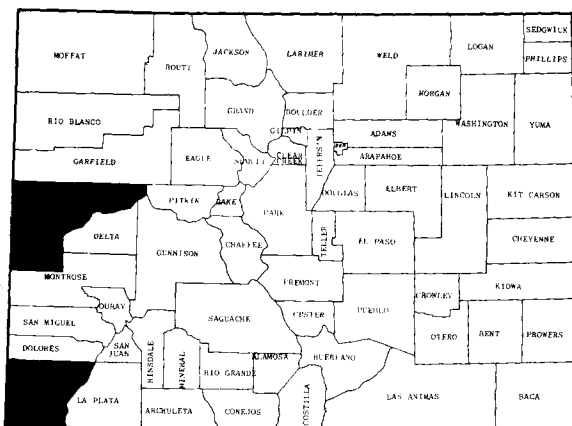 SEDGWICK
JACKSON
LARIMER
WELD
LOGAN
MOFFAT
ROUTT
PHILLIPS
MORGAN
GRAND
BOULDER
RIO BLANCO
GILPIN
WASHINGTON
YUMA
ADAMS
EAGLE
SUMMIT
CLEAR
CREEK
ARAPAHOE
GARFIELD
JEFFERS'N
PITKIN
LAKE
DOUGLAS
ELBERT
LINCOLN
KIT CARSON
PARK
DELTA
TELLER
EL PASO
CHEYENNE
GUNNISON
CHAFFEE
MONTROSE
FREMONT
CROWLEY
KIOWA
OURAY
SAGUACHE
CUSTER
PUEBLO
SAN MIGUEL
OTERO
BENT
PROWERS
DOLORES
SAN
JUAN
HINSDALE
MINERAL
RIO GRANDE
ALAMOSA
HUERFANO
LA PLATA
ARCHULETA
CONEJOS
COSTILLA
LAS ANIMAS
BACA